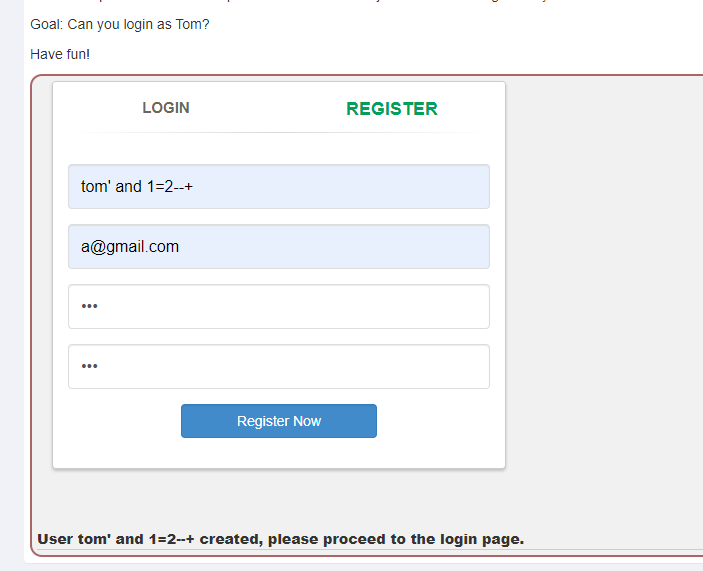 Goal: Can you login as Tom?
Have fun!
LOGIN
REGISTER
tom' and 1=2--+
a@gmail.com
•••
•••
Register Now
User tom' and 1=2--+ created, please proceed to the login page.